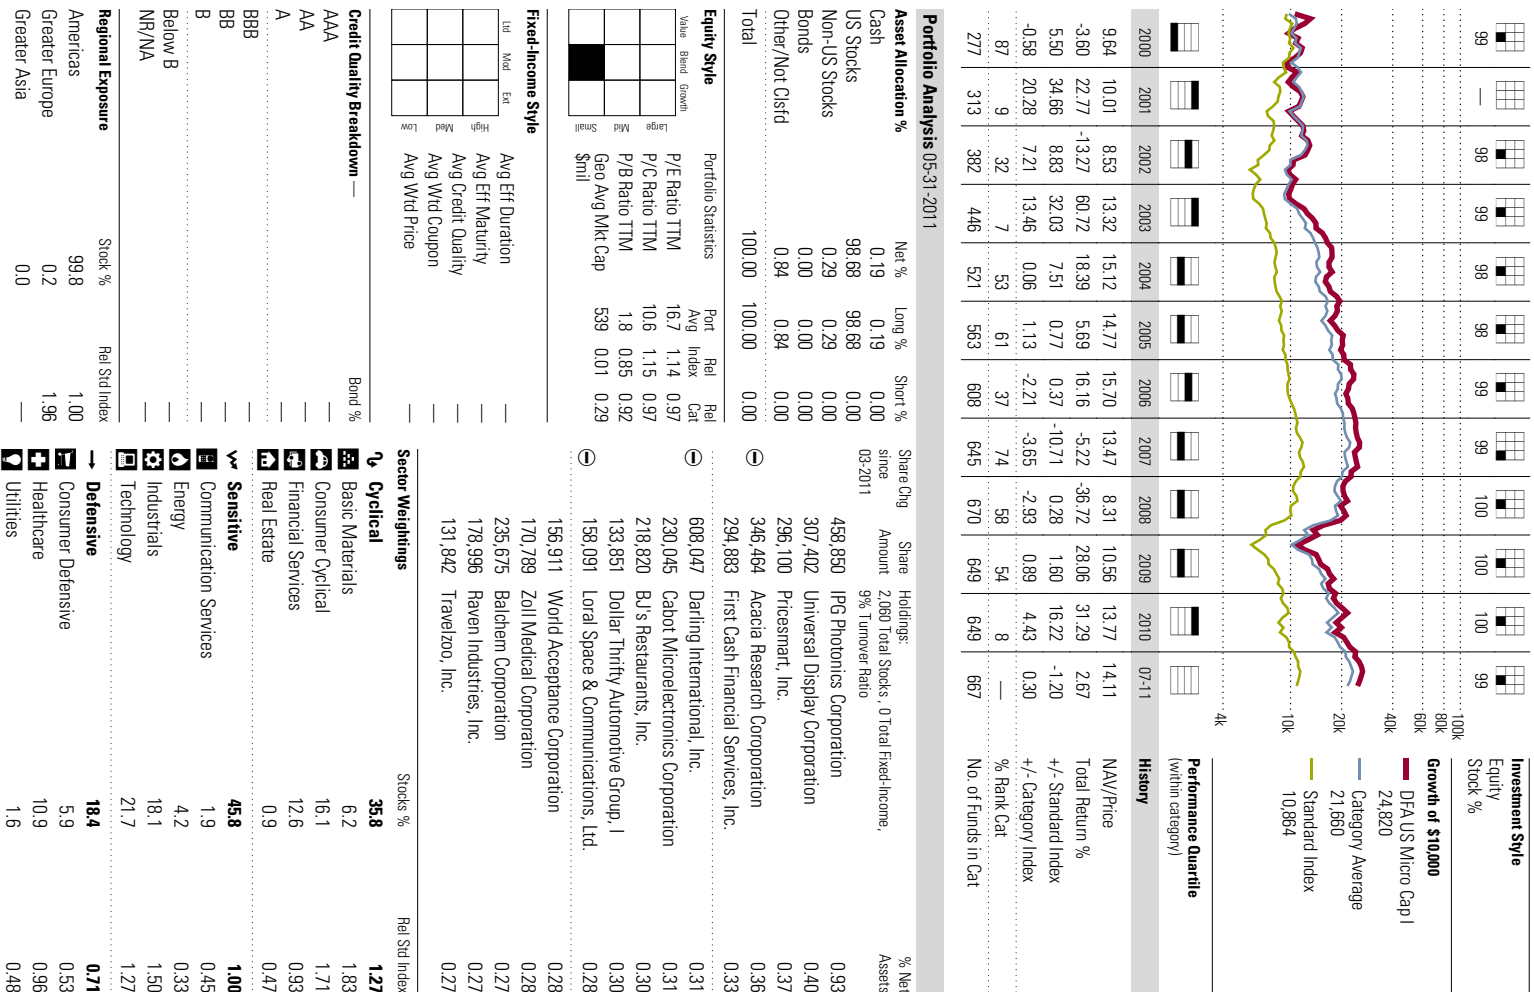 99 — 98 99 98 98 99 99 100 100 100 99
Investment Style
Equity
Stock %
100k
80k
60k
40k
20k
10k
4k
Growth of $10,000
DFA US Micro Cap I
24,820
Category Average
21,660
Standard Index
10,864
Performance Quartile
(within category)
2000 2001 2002 2003 2004 2005 2006 2007 2008 2009 2010 07-11 History
9.64 10.01 8.53 13.32 15.12 14.77 15.70 13.47 8.31 10.56 13.77 14.11 NAV/Price
-3.60 22.77 -13.27 60.72 18.39 5.69 16.16 -5.22 -36.72 28.06 31.29 2.67 Total Return %
5.50 34.66 8.83 32.03 7.51 0.77 0.37 -10.71 0.28 1.60 16.22 -1.20 +/- Standard Index
-0.58 20.28 7.21 13.46 0.06 1.13 -2.21 -3.65 -2.93 0.89 4.43 0.30 +/- Category Index
87 9 32 7 53 61 37 74 58 54 8 — % Rank Cat
277 313 382 446 521 563 608 645 670 649 649 667 No. of Funds in Cat
Portfolio Analysis 05-31-2011
Asset Allocation % Net % Long % Short %
Cash 0.19 0.19 0.00
US Stocks 98.68 98.68 0.00
Non-US Stocks 0.29 0.29 0.00
Bonds 0.00 0.00 0.00
Other/Not Clsfd 0.84 0.84 0.00
Total 100.00 100.00 0.00
Equity Style
Value Blend Growth
Large
Mid
Small
Portfolio Statistics Port Avg Rel Index Rel Cat
P/E Ratio TTM 16.7 1.14 0.97
P/C Ratio TTM 10.6 1.15 0.97
P/B Ratio TTM 1.8 0.85 0.92
Geo Avg Mkt Cap 539 0.01 0.29
$mil
Fixed-Income Style
Ltd Mod Ext
High
Med
Low
Avg Eff Duration —
Avg Eff Maturity —
Avg Credit Quality —
Avg Wtd Coupon —
Avg Wtd Price —
Credit Quality Breakdown — Bond %
AAA —
AA —
A —
BBB —
BB —
B —
Below B —
NR/NA —
Regional Exposure Stock % Rel Std Index
Americas 99.8 1.00
Greater Europe 0.2 1.96
Greater Asia 0.0 —
Share Chg
since
03-2011
Share
Amount
Holdings:
2,060 Total Stocks , 0 Total Fixed-Income,
9% Turnover Ratio
% Net
Assets
458,850 IPG Photonics Corporation 0.93
307,402 Universal Display Corporation 0.40
296,100 Pricesmart, Inc. 0.37
346,464 Acacia Research Coroporation 0.36
294,883 First Cash Financial Services, Inc. 0.33
608,047 Darling International, Inc. 0.31
230,045 Cabot Microelectronics Corporation 0.31
218,820 BJ's Restaurants, Inc. 0.30
133,851 Dollar Thrifty Automotive Group, I 0.30
158,091 Loral Space & Communications, Ltd. 0.28
156,911 World Acceptance Corporation 0.28
170,789 Zoll Medical Corporation 0.28
235,675 Balchem Corporation 0.27
178,996 Raven Industries, Inc. 0.27
131,842 Travelzoo, Inc. 0.27
Sector Weightings Stocks % Rel Std Index
Cyclical 35.8 1.27
Basic Materials 6.2 1.83
Consumer Cyclical 16.1 1.71
Financial Services 12.6 0.93
Real Estate 0.9 0.47
Sensitive 45.8 1.00
Communication Services 1.9 0.45
Energy 4.2 0.33
Industrials 18.1 1.50
Technology 21.7 1.27
Defensive 18.4 0.71
Consumer Defensive 5.9 0.53
Healthcare 10.9 0.96
Utilities 1.6 0.48